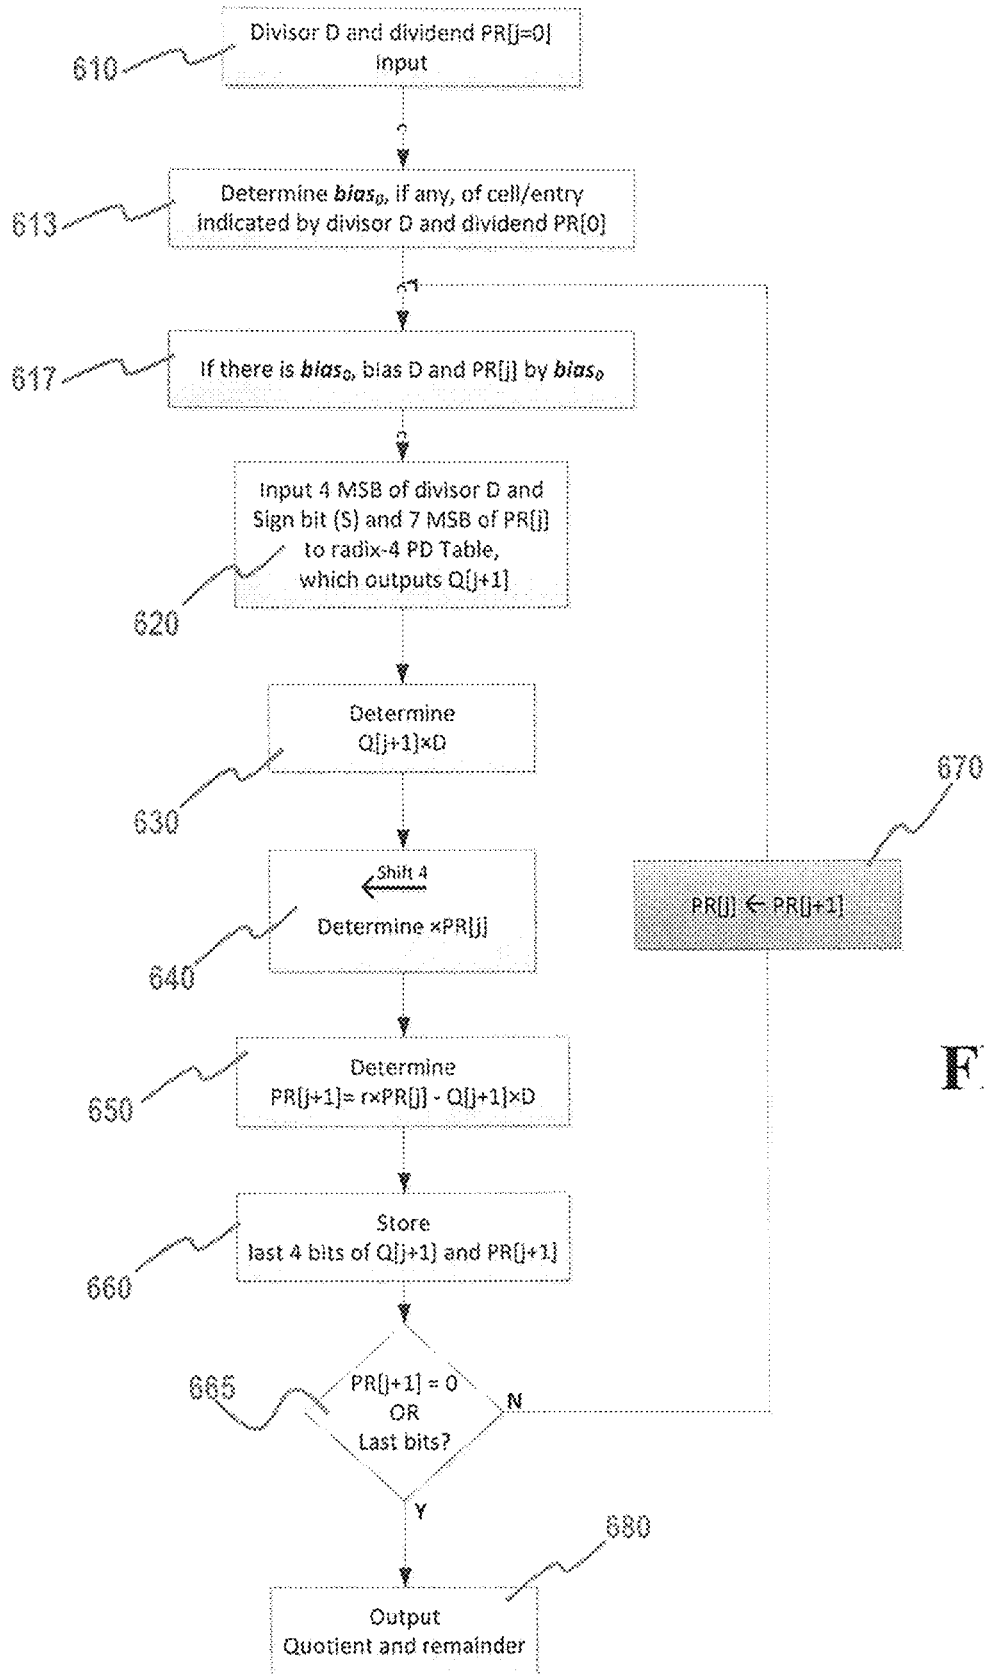 Divisor D and dividend PR[j=0]
Input
610
Determine bias₀, if any, of cell/entry
indicated by divisor D and dividend PR[0]
613
If there is bias₀, bias D and PR[j] by bias₀
617
Input 4 MSB of divisor D and
Sign bit (S) and 7 MSB of PR[j]
to radix-4 PD Table,
which outputs Q[j+1]
620
Determine
Q[j+1]×D
630
670
Shift 4
Determine ×PR[j]
640
PR[j] ← PR[j+1]
Determine
PR[j+1]= r×PR[j] - Q[j+1]×D
650
Store
last 4 bits of Q[j+1] and PR[j+1]
660
PR[j+1] = 0
OR
Last bits?
665
N
Y
680
Output
Quotient and remainder